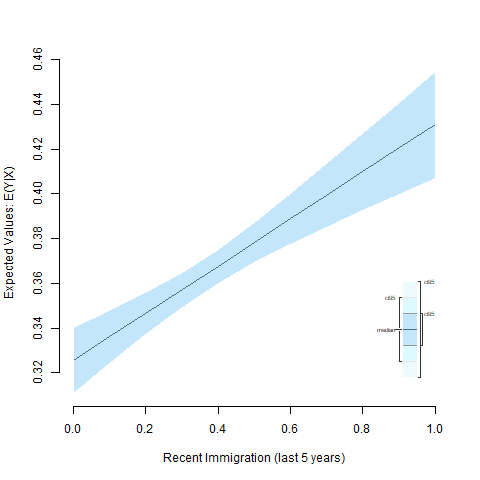 Expected Values: E(Y|X)
0.46
0.44
0.42
0.40
0.38
0.36
0.34
0.32
ci95
ci95
median
ci95
0.0 0.2 0.4 0.6 0.8 1.0
Recent Immigration (last 5 years)